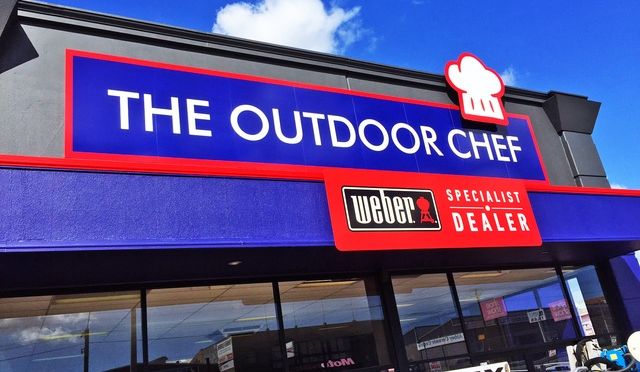 THE OUTDOOR CHEF
weber
SPECIALIST
DEALER